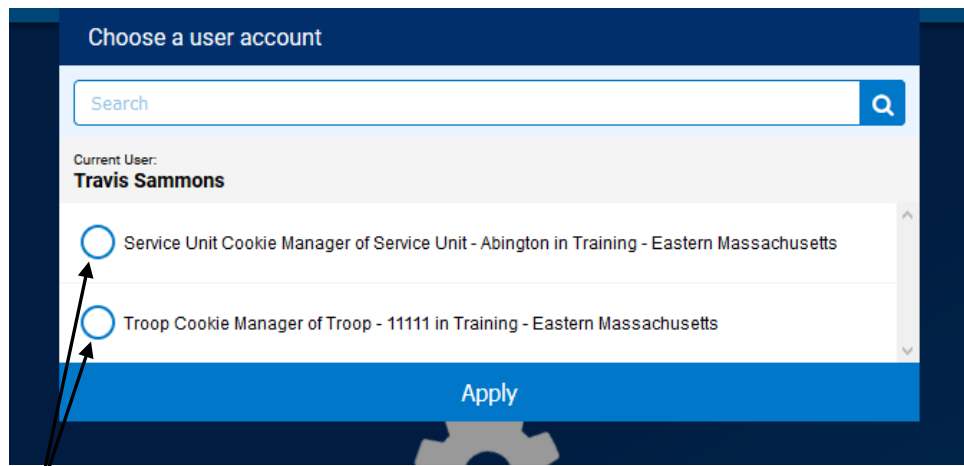 Choose a user account
Search
Current User:
Travis Sammons
Service Unit Cookie Manager of Service Unit - Abington in Training - Eastern Massachusetts
Troop Cookie Manager of Troop - 11111 in Training - Eastern Massachusetts
Apply